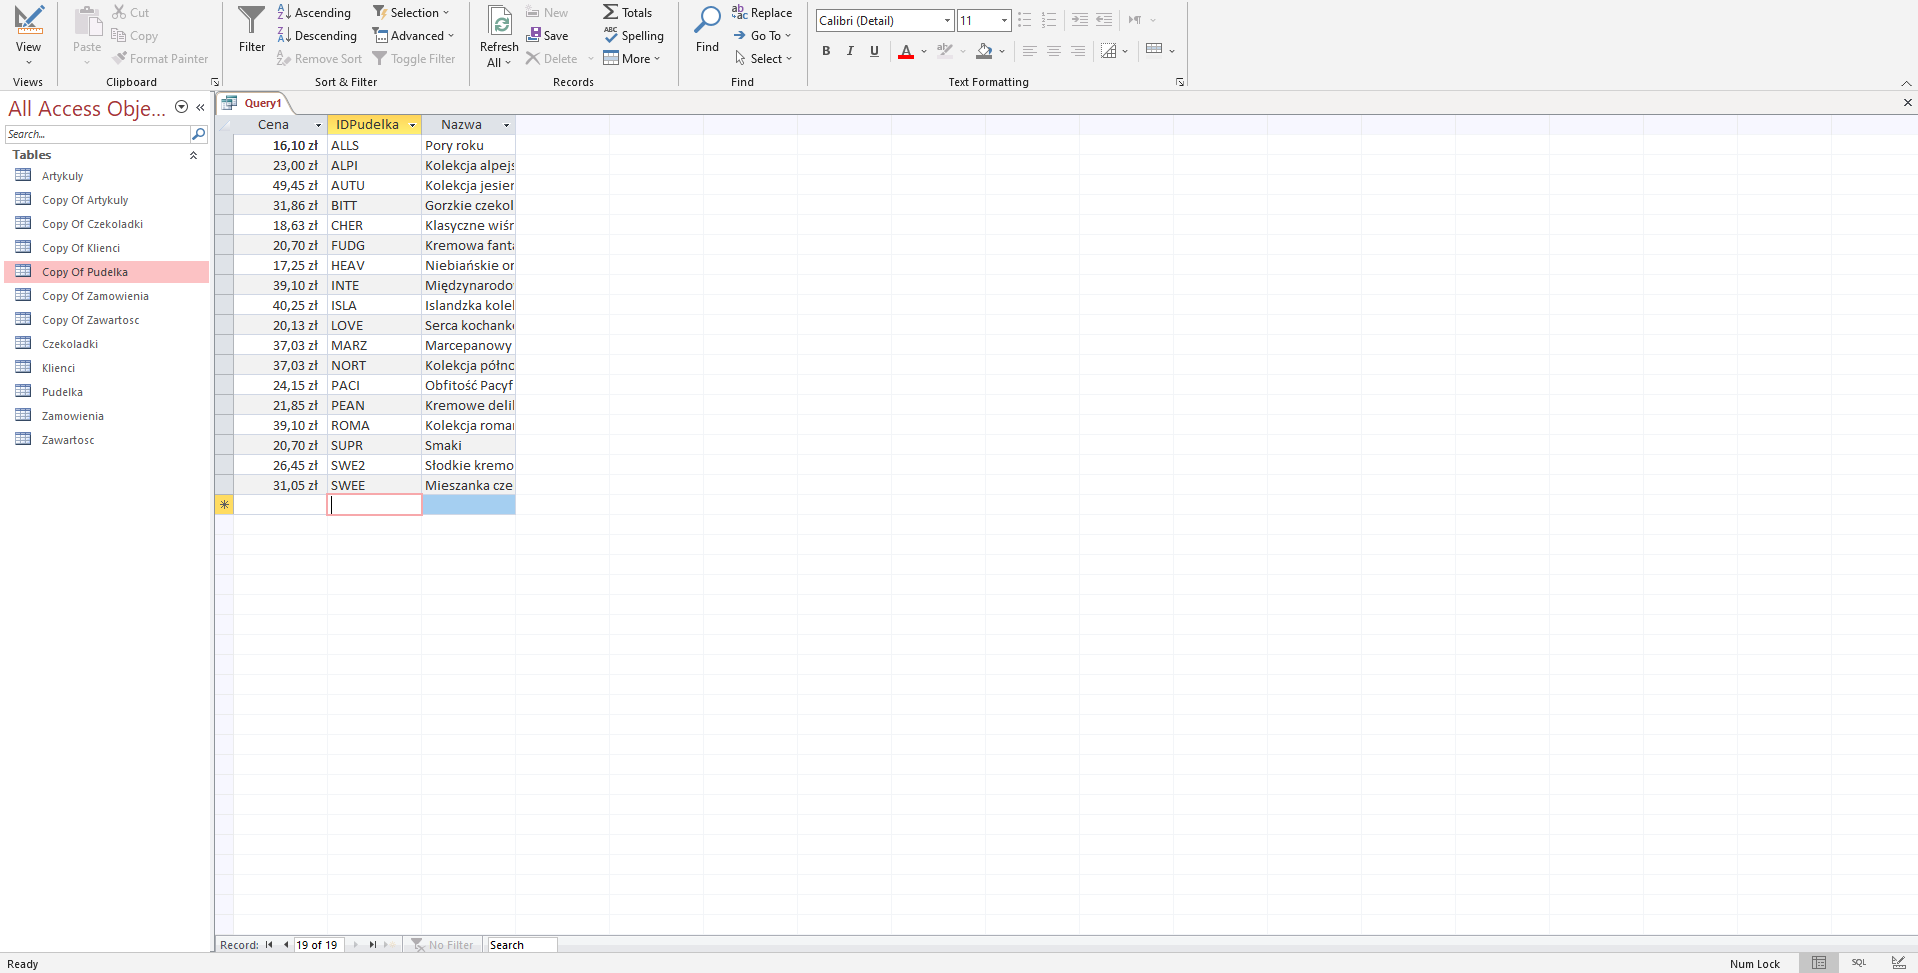 View
Views
Paste
Cut
Copy
Format Painter
Clipboard
Filter
Ascending
Descending
Remove Sort
Selection
Advanced
Toggle Filter
Sort & Filter
Refresh
All
New
Save
Delete
Totals
Spelling
More
Records
Find
Replace
Go To
Select
Find
Calibri (Detail)
11
B I U A
Text Formatting
All Access Obje...
Search...
Tables
Artykuly
Copy Of Artykuly
Copy Of Czekoladki
Copy Of Klienci
Copy Of Pudelka
Copy Of Zamowienia
Copy Of Zawartosc
Czekoladki
Klienci
Pudelka
Zamowienia
Zawartosc
Query1
Cena IDPudelka Nazwa
16,10 zł ALLS Pory roku
23,00 zł ALPI Kolekcja alpejs
49,45 zł AUTU Kolekcja jesier
31,86 zł BITT Gorzkie czekol
18,63 zł CHER Klasyczne wiśr
20,70 zł FUDG Kremowa fanta
17,25 zł HEAV Niebiańskie or
39,10 zł INTE Międzynarodo
40,25 zł ISLA Islandzka kolel
20,13 zł LOVE Serca kochank
37,03 zł MARZ Marcepanowy
37,03 zł NORT Kolekcja półno
24,15 zł PACI Obfitość Pacyf
21,85 zł PEAN Kremowe deli
39,10 zł ROMA Kolekcja roma
20,70 zł SUPR Smaki
26,45 zł SWE2 Słodkie kremo
31,05 zł SWEE Mieszanka cze
Record: 19 of 19 No Filter Search
Ready
Num Lock
SQL